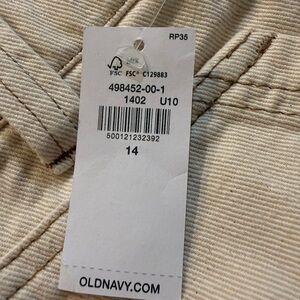 RP35
FSC FSC® C129883
498452-00-1
1402 U10
500121232392
14
OLDNAVY.COM